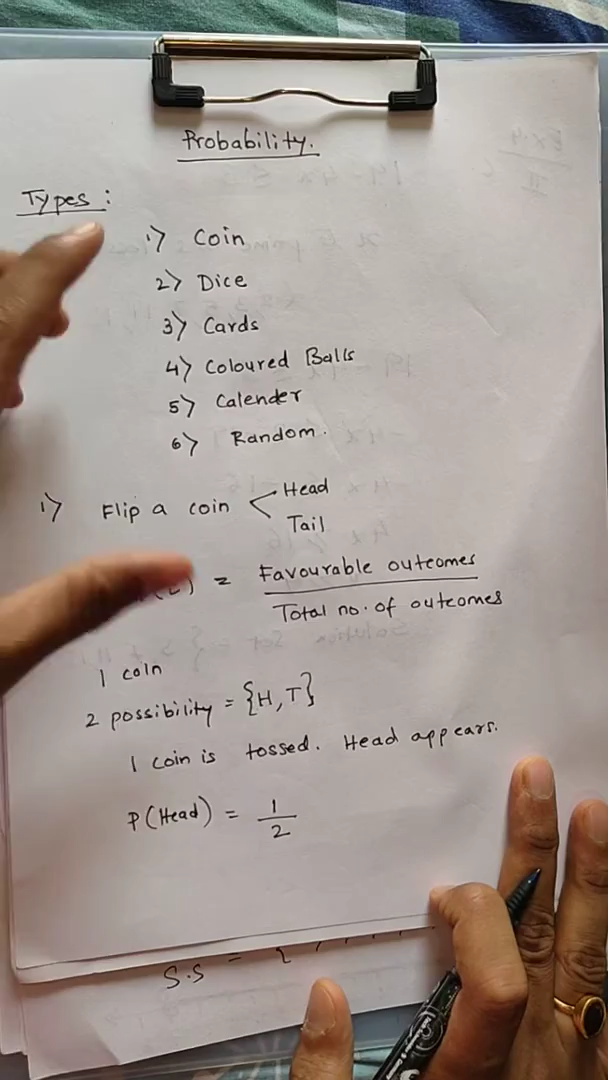 Probability.
Types :
1) Coin
2) Dice
3) Cards
4) Coloured Balls
5) Calender
6) Random.
1) Flip a coin < Head
Tail
= Favourable outcomes
Total no. of outcomes
1 coin
2 possibility = {H, T}
1 coin is tossed. Head appears.
P(Head) = 1
2
S.S =